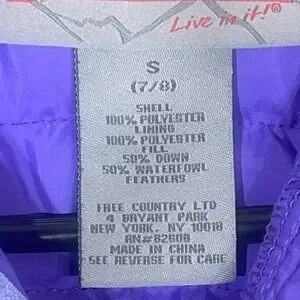 Live in it!®
S
(7/8)
SHELL
100% POLYESTER
LINING
100% POLYESTER
FILL
50% DOWN
50% WATERFOWL
FEATHERS
FREE COUNTRY LTD
4 BRYANT PARK
NEW YORK, NY 10018
RN#82608
MADE IN CHINA
SEE REVERSE FOR CARE